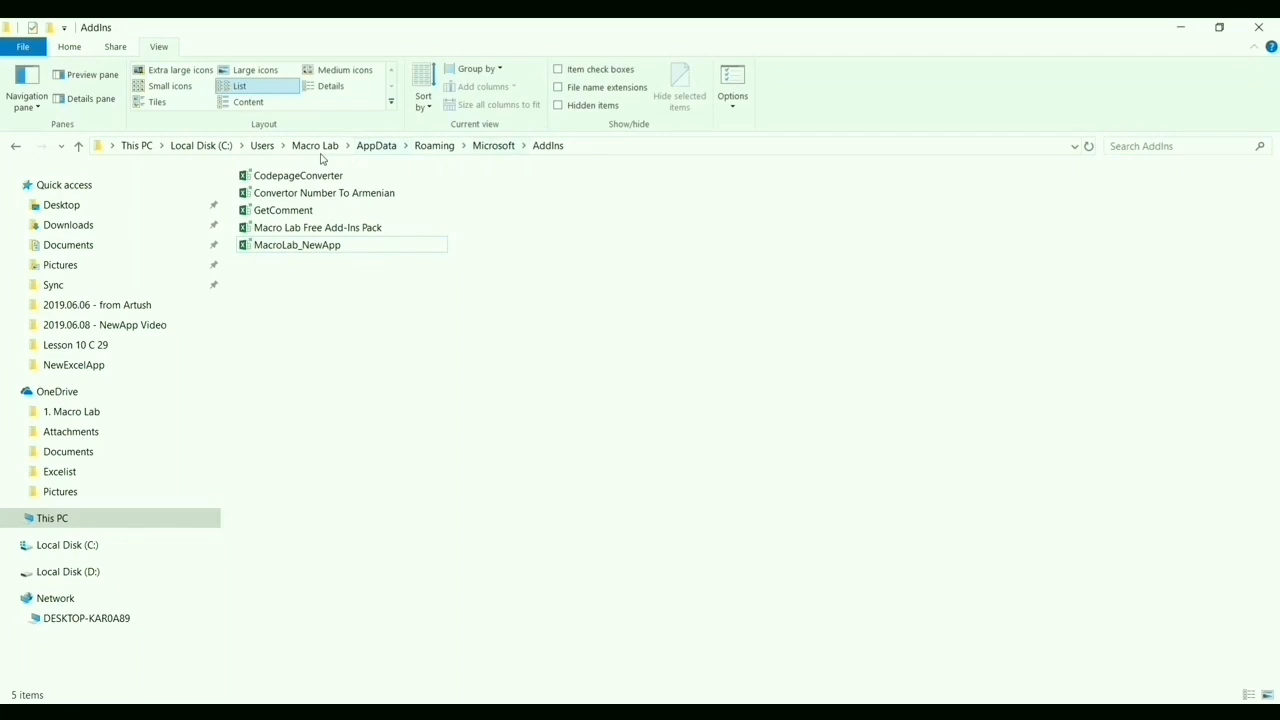 AddIns
File Home Share View
Navigation pane
Preview pane
Details pane
Panes
Extra large icons Large icons Medium icons
Small icons List Details
Tiles Content
Layout
Sort by
Group by
Add columns
Size all columns to fit
Current view
Item check boxes
File name extensions
Hidden items
Hide selected items
Show/hide
Options
This PC > Local Disk (C:) > Users > Macro Lab > AppData > Roaming > Microsoft > AddIns
Search AddIns
Quick access
Desktop
Downloads
Documents
Pictures
Sync
2019.06.06 - from Artush
2019.06.08 - NewApp Video
Lesson 10 C 29
NewExcelApp
OneDrive
1. Macro Lab
Attachments
Documents
Excelist
Pictures
This PC
Local Disk (C:)
Local Disk (D:)
Network
DESKTOP-KAR0A89
CodepageConverter
Convertor Number To Armenian
GetComment
Macro Lab Free Add-Ins Pack
MacroLab_NewApp
5 items